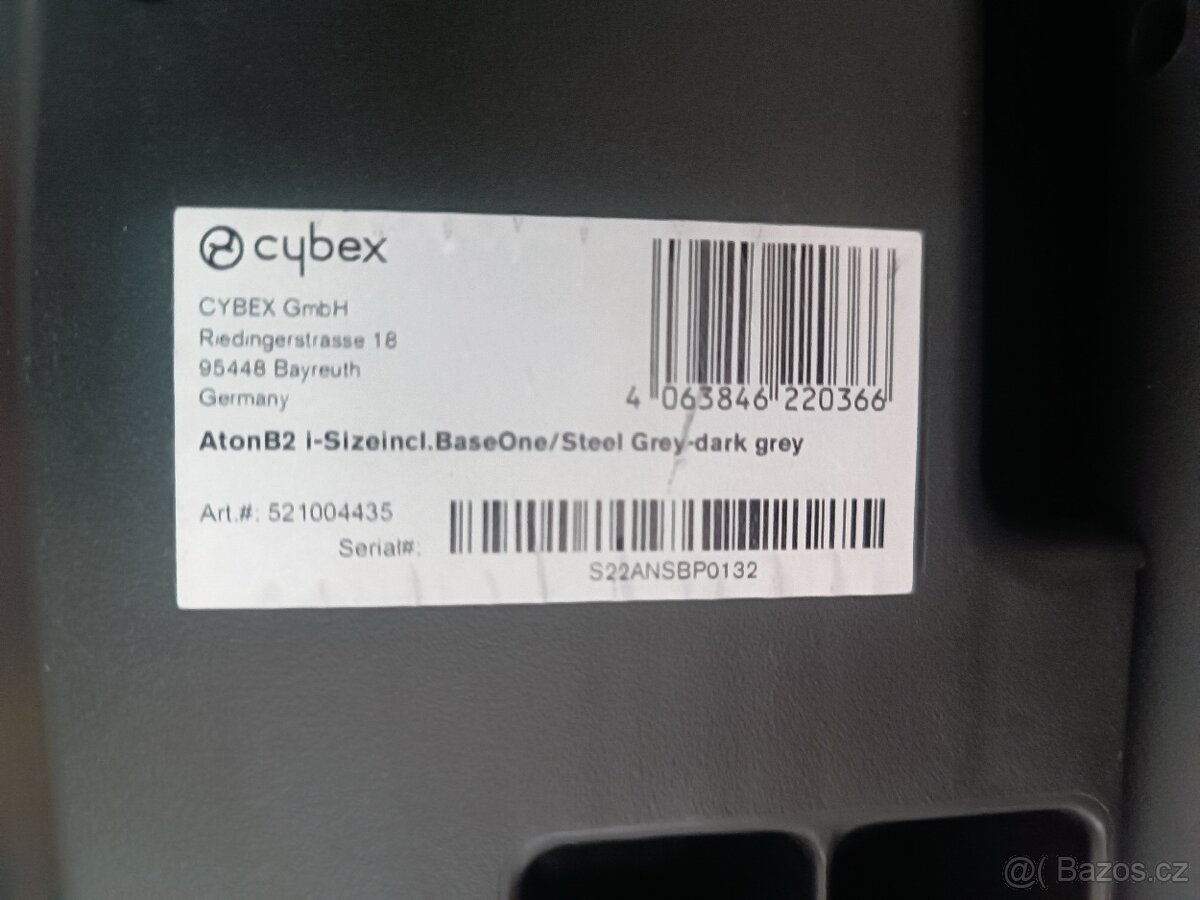 cybex
CYBEX GmbH
Riedingerstrasse 18
95448 Bayreuth
Germany
4 063846 220366
AtonB2 i-Sizeincl.BaseOne/Steel Grey-dark grey
Art.#: 521004435
Serial#:
S22ANSBP0132
@( Bazos.cz